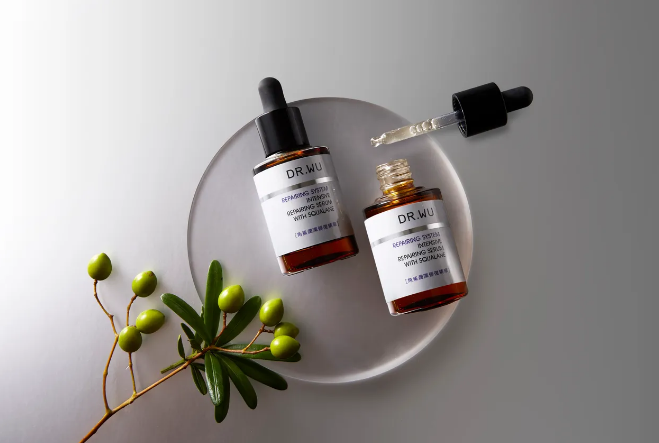 DR.WU
REPAIRING SYSTEM
INTENSIVE
REPAIRING SERUM
WITH SQUALANE
DR.WU
REPAIRING SYSTEM
INTENSIVE
REPAIRING SERUM
WITH SQUALANE